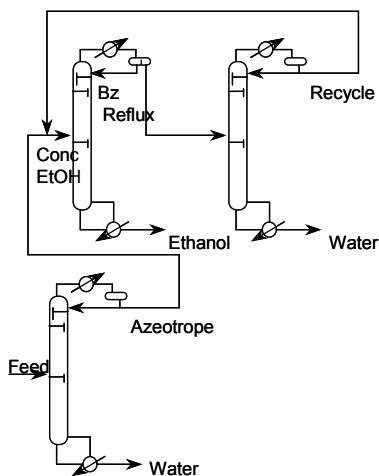 Bz
Reflux
Recycle
Conc
EtOH
Ethanol
Water
Azeotrope
Feed
Water